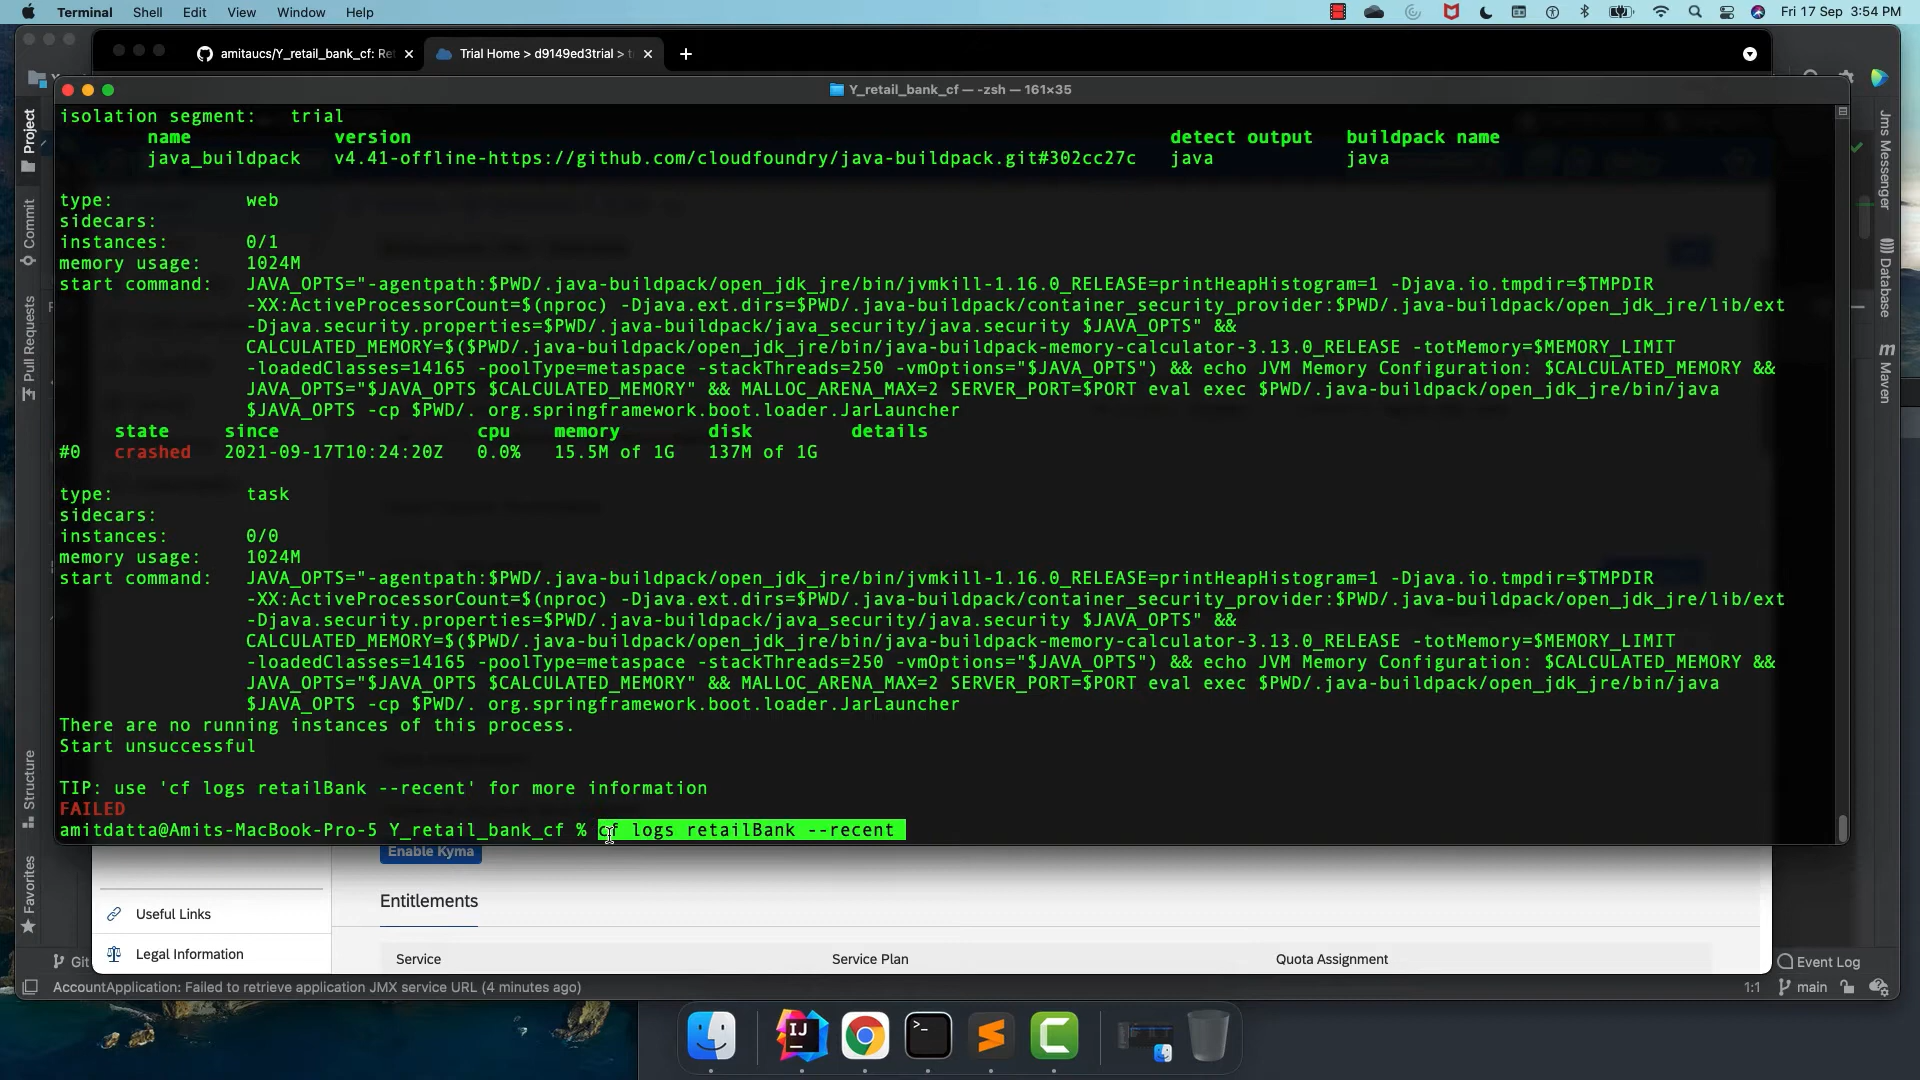 Terminal Shell Edit View Window Help Fri 17 Sep 3:54 PM
amitaucs/Y_retail_bank_cf: Re
Trial Home > d9149ed3trial >
Y_retail_bank_cf — -zsh — 161×35
isolation segment: trial
name version detect output buildpack name
java_buildpack v4.41-offline-https://github.com/cloudfoundry/java-buildpack.git#302cc27c java java
type: web
sidecars:
instances: 0/1
memory usage: 1024M
start command: JAVA_OPTS="-agentpath:$PWD/.java-buildpack/open_jdk_jre/bin/jvmkill-1.16.0_RELEASE=printHeapHistogram=1 -Djava.io.tmpdir=$TMPDIR
-XX:ActiveProcessorCount=$(nproc) -Djava.ext.dirs=$PWD/.java-buildpack/container_security_provider:$PWD/.java-buildpack/open_jdk_jre/lib/ext
-Djava.security.properties=$PWD/.java-buildpack/java_security/java.security $JAVA_OPTS" &&
CALCULATED_MEMORY=$($PWD/.java-buildpack/open_jdk_jre/bin/java-buildpack-memory-calculator-3.13.0_RELEASE -totMemory=$MEMORY_LIMIT
-loadedClasses=14165 -poolType=metaspace -stackThreads=250 -vmOptions="$JAVA_OPTS") && echo JVM Memory Configuration: $CALCULATED_MEMORY &&
JAVA_OPTS="$JAVA_OPTS $CALCULATED_MEMORY" && MALLOC_ARENA_MAX=2 SERVER_PORT=$PORT eval exec $PWD/.java-buildpack/open_jdk_jre/bin/java
$JAVA_OPTS -cp $PWD/. org.springframework.boot.loader.JarLauncher
state since cpu memory disk details
#0 crashed 2021-09-17T10:24:20Z 0.0% 15.5M of 1G 137M of 1G
type: task
sidecars:
instances: 0/0
memory usage: 1024M
start command: JAVA_OPTS="-agentpath:$PWD/.java-buildpack/open_jdk_jre/bin/jvmkill-1.16.0_RELEASE=printHeapHistogram=1 -Djava.io.tmpdir=$TMPDIR
-XX:ActiveProcessorCount=$(nproc) -Djava.ext.dirs=$PWD/.java-buildpack/container_security_provider:$PWD/.java-buildpack/open_jdk_jre/lib/ext
-Djava.security.properties=$PWD/.java-buildpack/java_security/java.security $JAVA_OPTS" &&
CALCULATED_MEMORY=$($PWD/.java-buildpack/open_jdk_jre/bin/java-buildpack-memory-calculator-3.13.0_RELEASE -totMemory=$MEMORY_LIMIT
-loadedClasses=14165 -poolType=metaspace -stackThreads=250 -vmOptions="$JAVA_OPTS") && echo JVM Memory Configuration: $CALCULATED_MEMORY &&
JAVA_OPTS="$JAVA_OPTS $CALCULATED_MEMORY" && MALLOC_ARENA_MAX=2 SERVER_PORT=$PORT eval exec $PWD/.java-buildpack/open_jdk_jre/bin/java
$JAVA_OPTS -cp $PWD/. org.springframework.boot.loader.JarLauncher
There are no running instances of this process.
Start unsuccessful
TIP: use 'cf logs retailBank --recent' for more information
FAILED
amitdatta@Amits-MacBook-Pro-5 Y_retail_bank_cf % cf logs retailBank --recent
Project
Commit
Pull Requests
Structure
Favorites
Jms Messenger
Database
Maven
Enable Kyma
Entitlements
Useful Links
Legal Information
Service Service Plan Quota Assignment
Git
Event Log
AccountApplication: Failed to retrieve application JMX service URL (4 minutes ago)
1:1 main
IJ